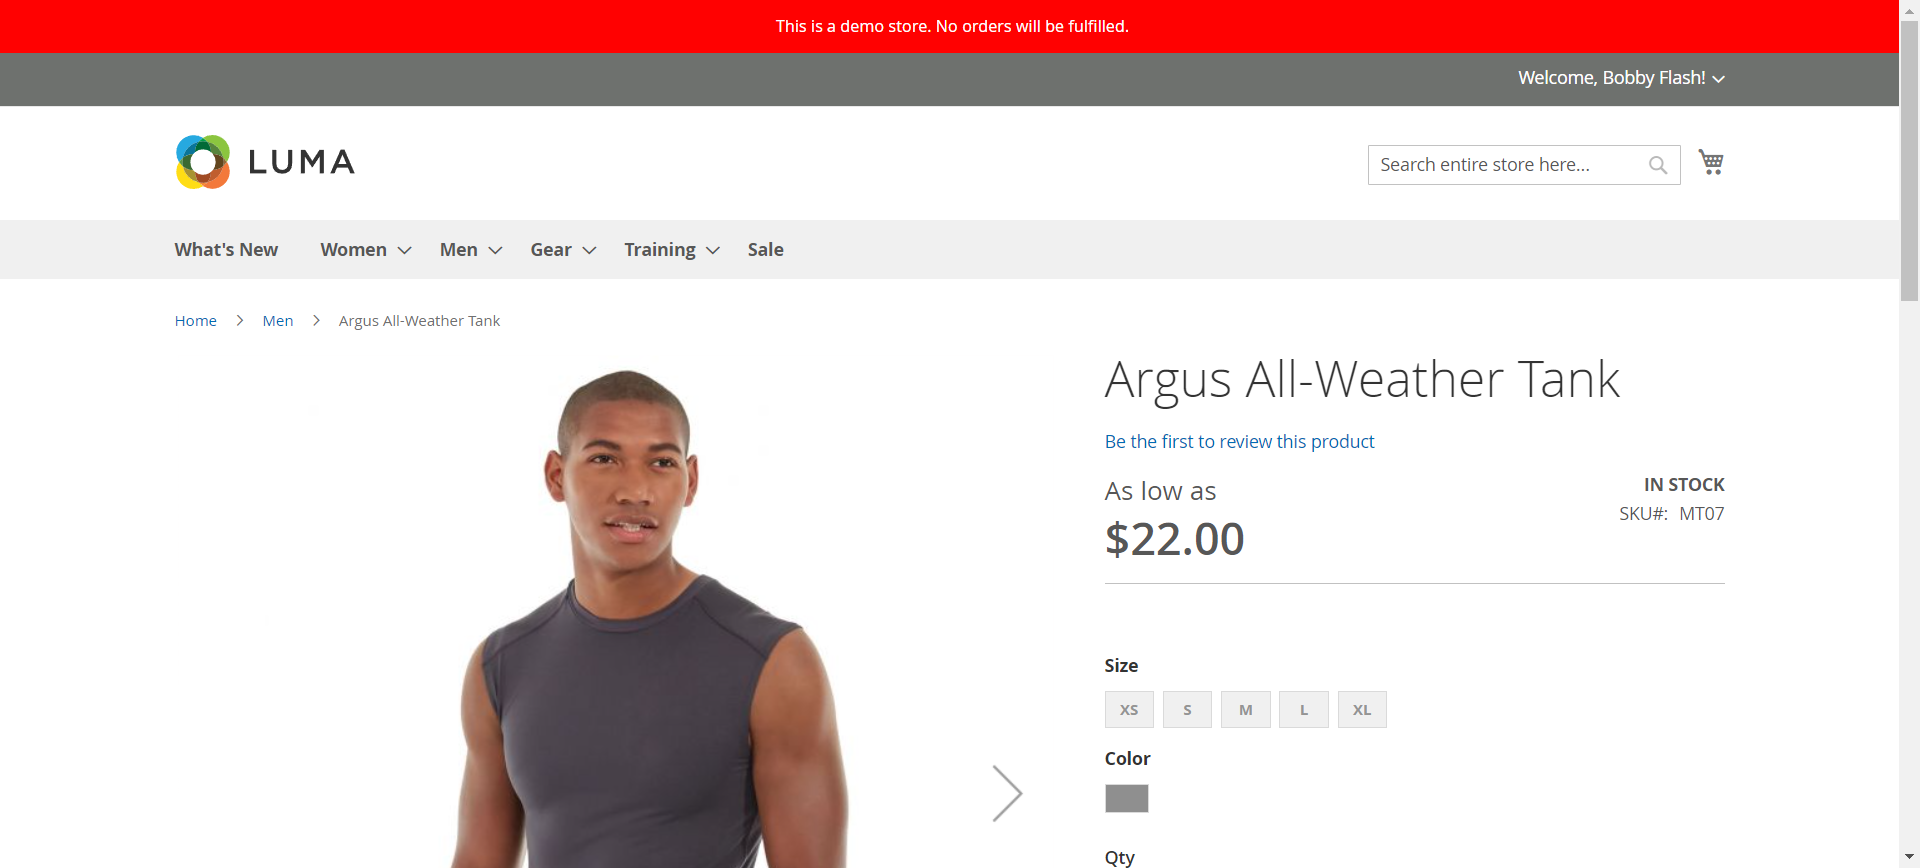 This is a demo store. No orders will be fulfilled.
Welcome, Bobby Flash!
LUMA
Search entire store here...
What's New
Women
Men
Gear
Training
Sale
Home
Men
Argus All-Weather Tank
Argus All-Weather Tank
Be the first to review this product
As low as
$22.00
IN STOCK
SKU#: MT07
Size
XS
S
M
L
XL
Color
Qty